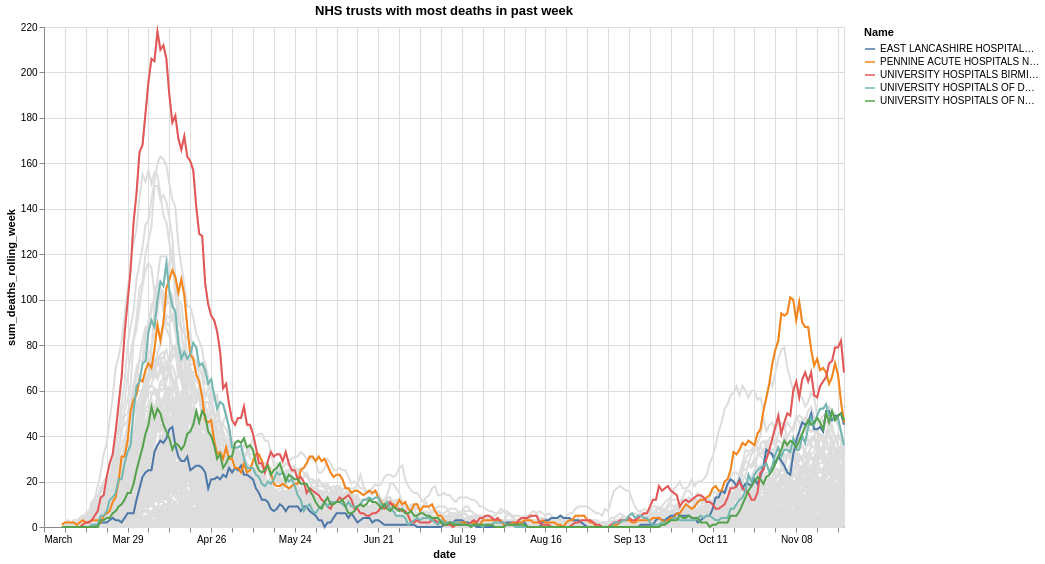 NHS trusts with most deaths in past week
220
200
180
160
140
120
100
80
60
40
20
0
sum_deaths_rolling_week
March Mar 29 Apr 26 May 24 Jun 21 Jul 19 Aug 16 Sep 13 Oct 11 Nov 08
date
Name
EAST LANCASHIRE HOSPITAL…
PENNINE ACUTE HOSPITALS N…
UNIVERSITY HOSPITALS BIRMI…
UNIVERSITY HOSPITALS OF D…
UNIVERSITY HOSPITALS OF N…